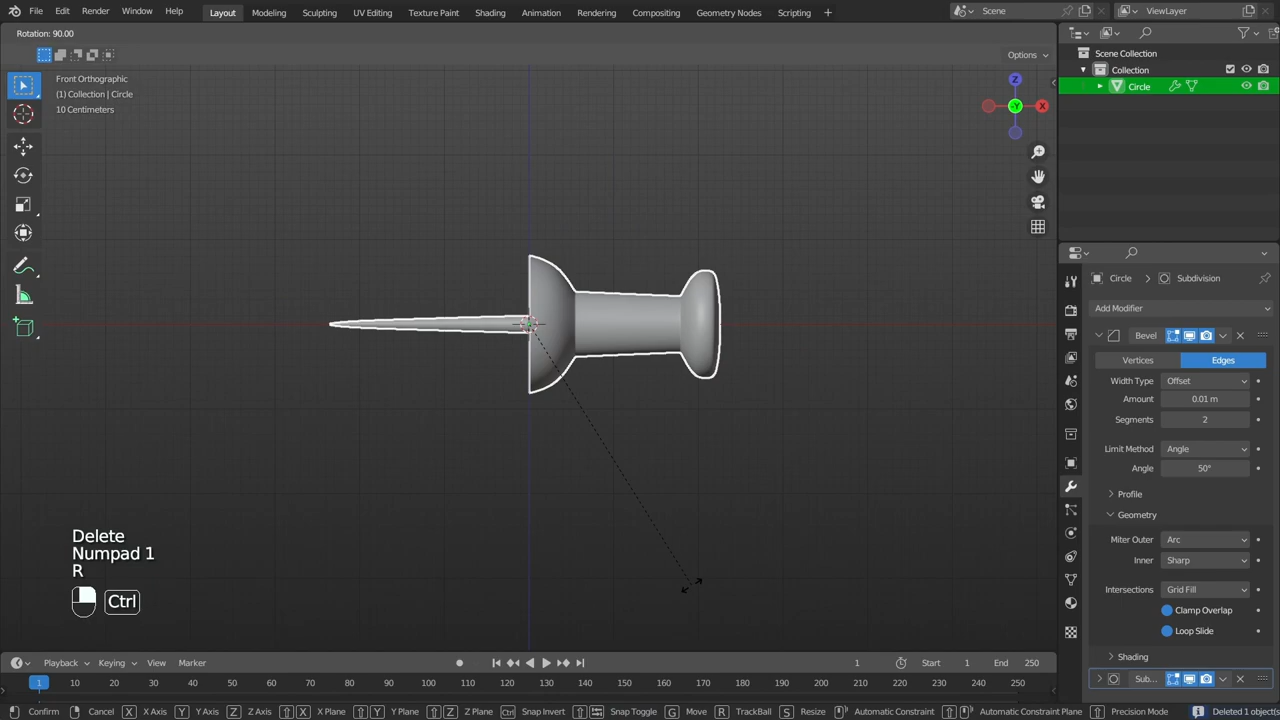 File Edit Render Window Help Layout Modeling Sculpting UV Editing Texture Paint Shading Animation Rendering Compositing Geometry Nodes Scripting + Scene ViewLayer
Rotation: 90.00
Options
Front Orthographic
(1) Collection | Circle
10 Centimeters
Z
-Y
X
Scene Collection
Collection
Circle
Circle > Subdivision
Add Modifier
Bevel
Vertices Edges
Width Type Offset
Amount 0.01 m
Segments 2
Limit Method Angle
Angle 50°
Profile
Geometry
Miter Outer Arc
Inner Sharp
Intersections Grid Fill
Clamp Overlap
Loop Slide
Shading
Sub...
Delete
Numpad 1
R
Ctrl
Playback Keying View Marker 1 Start 1 End 250
1 10 20 30 40 50 60 70 80 90 100 110 120 130 140 150 160 170 180 190 200 210 220 230 240 250
Confirm Cancel X X Axis Y Y Axis Z Z Axis X X Plane Y Y Plane Z Z Plane Ctrl Snap Invert Snap Toggle G Move R TrackBall S Resize Automatic Constraint Automatic Constraint Plane Precision Mode Deleted 1 object(s